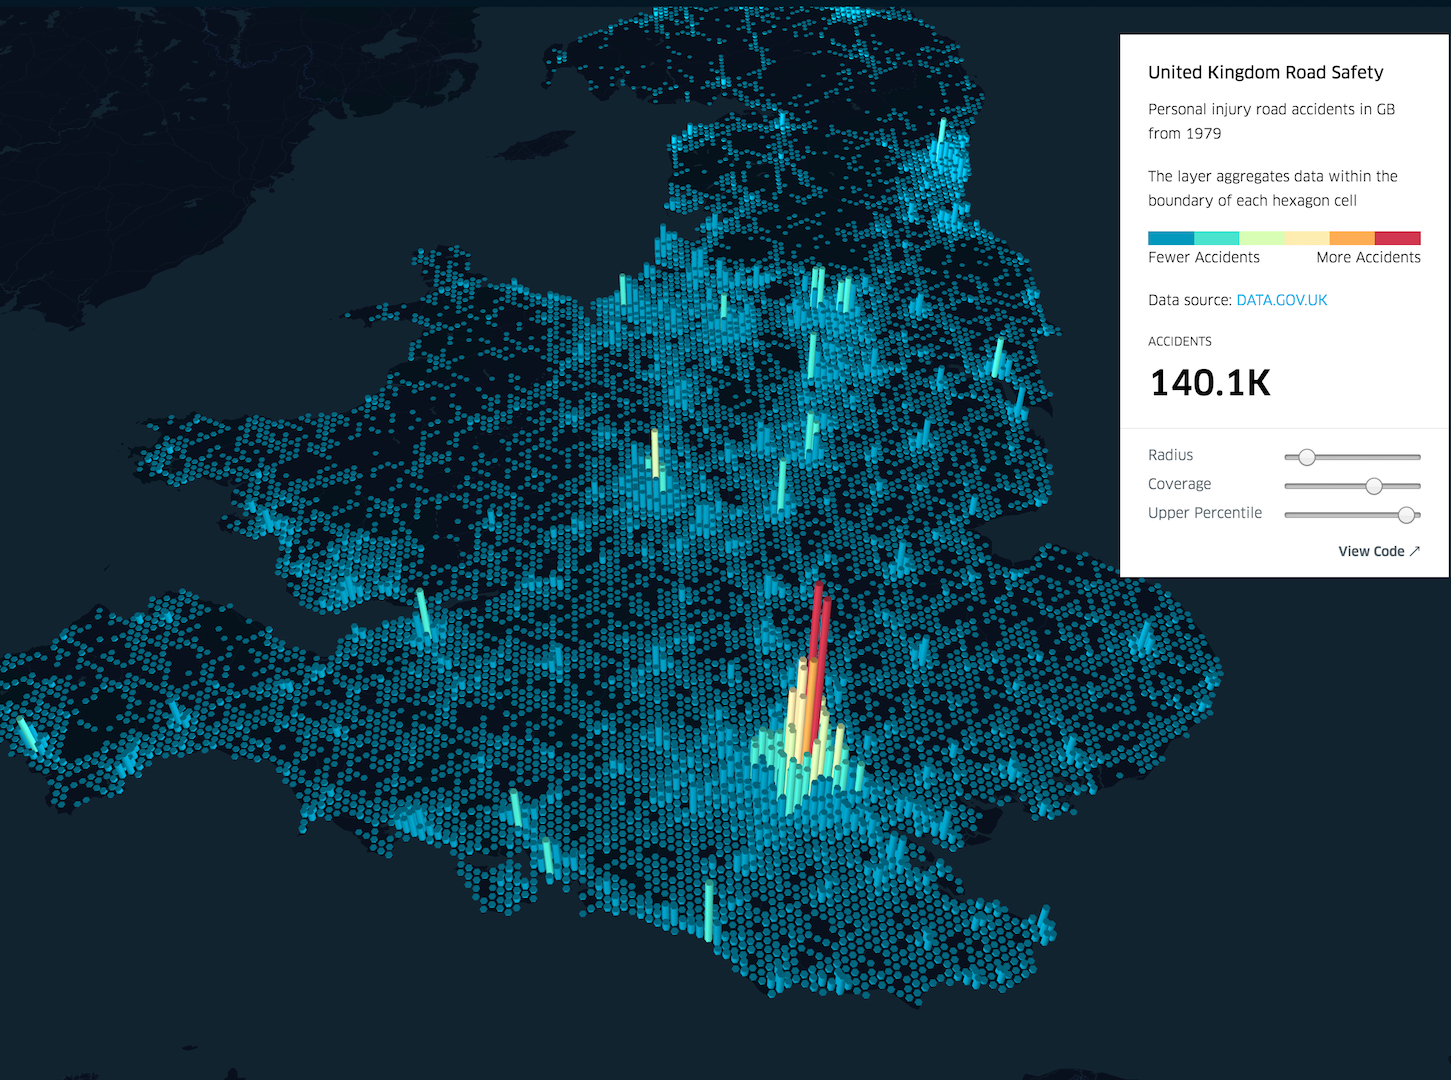 United Kingdom Road Safety
Personal injury road accidents in GB
from 1979
The layer aggregates data within the
boundary of each hexagon cell
Fewer Accidents More Accidents
Data source: DATA.GOV.UK
ACCIDENTS
140.1K
Radius
Coverage
Upper Percentile
View Code ↗